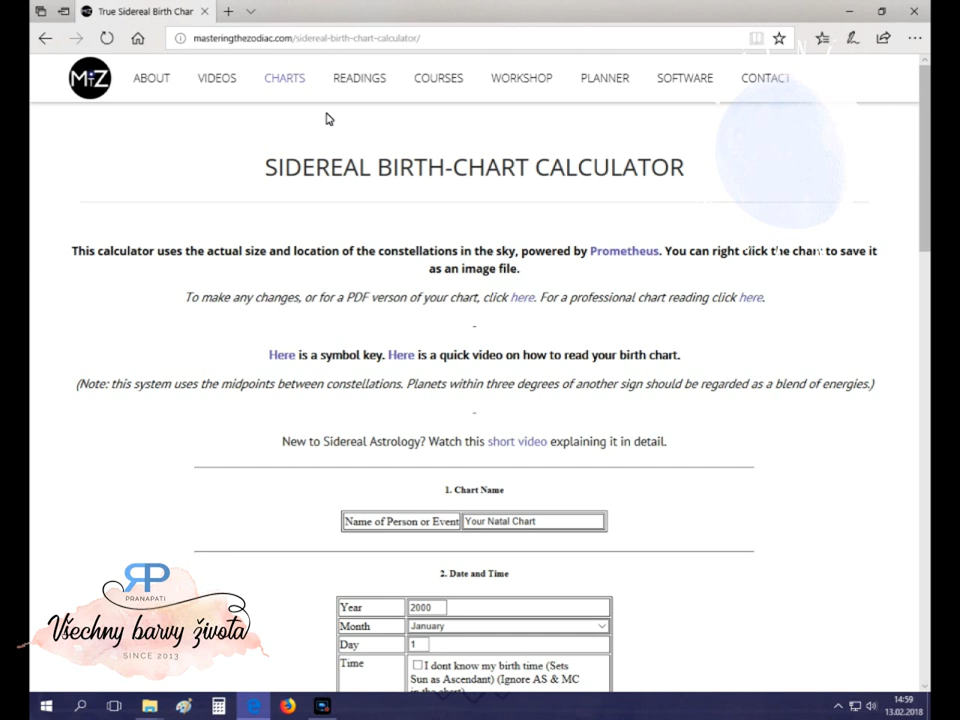 True Sidereal Birth Char
masteringthezodiac.com/sidereal-birth-chart-calculator/
MTZ
ABOUT VIDEOS CHARTS READINGS COURSES WORKSHOP PLANNER SOFTWARE CONTACT
SIDEREAL BIRTH-CHART CALCULATOR
This calculator uses the actual size and location of the constellations in the sky, powered by Prometheus. You can right click the chart to save it
as an image file.
To make any changes, or for a PDF verson of your chart, click here. For a professional chart reading click here.
-
Here is a symbol key. Here is a quick video on how to read your birth chart.
(Note: this system uses the midpoints between constellations. Planets within three degrees of another sign should be regarded as a blend of energies.)
-
New to Sidereal Astrology? Watch this short video explaining it in detail.
1. Chart Name
Name of Person or Event Your Natal Chart
2. Date and Time
Year 2000
Month January
Day 1
Time I dont know my birth time (Sets
Sun as Ascendant) (Ignore AS & MC
in the chart)
RP
PRANAPATI
Všechny barvy života
SINCE 2013
14:59
13.02.2018